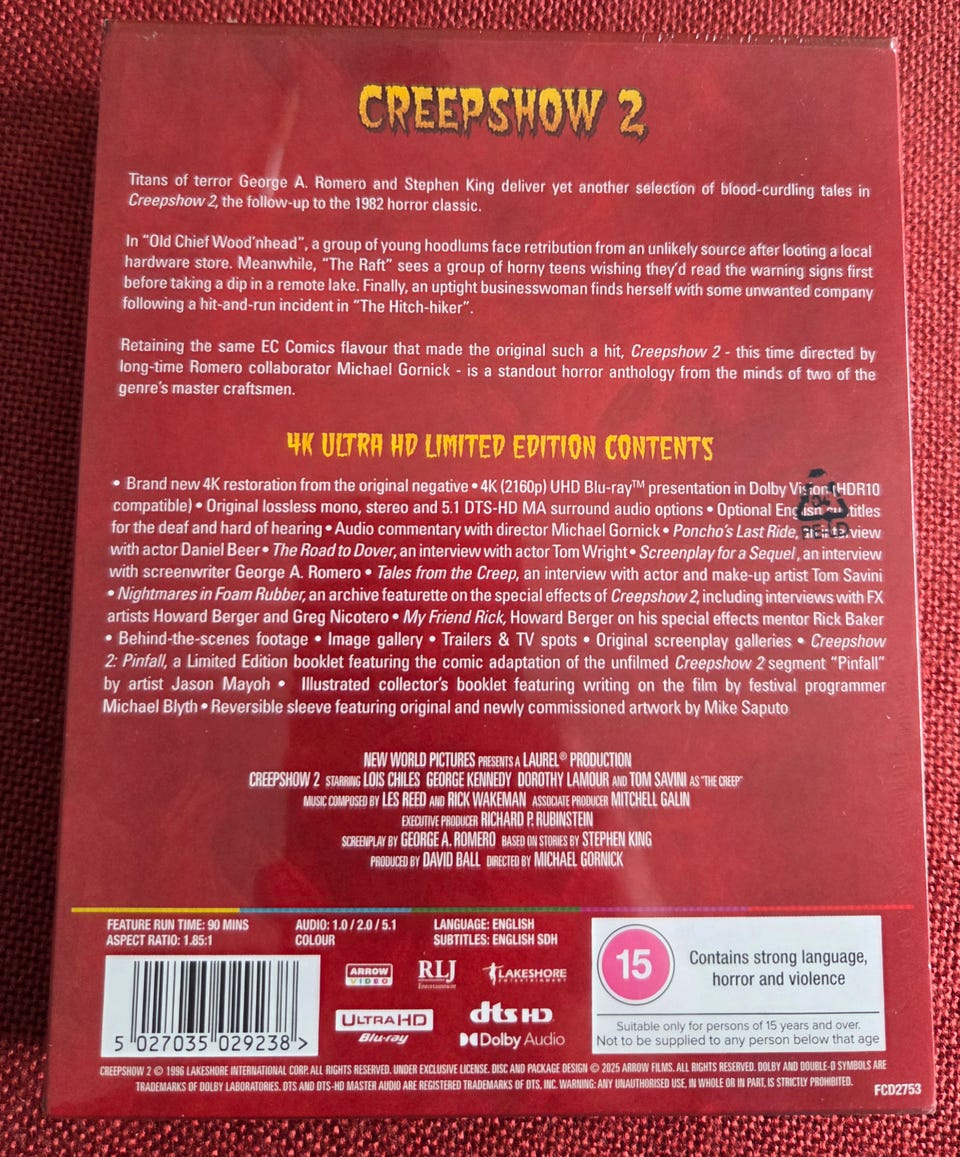 CREEPSHOW 2
Titans of terror George A. Romero and Stephen King deliver yet another selection of blood-curdling tales in
Creepshow 2, the follow-up to the 1982 horror classic.
In "Old Chief Wood'nhead", a group of young hoodlums face retribution from an unlikely source after looting a local
hardware store. Meanwhile, "The Raft" sees a group of horny teens wishing they'd read the warning signs first
before taking a dip in a remote lake. Finally, an uptight businesswoman finds herself with some unwanted company
following a hit-and-run incident in "The Hitch-hiker".
Retaining the same EC Comics flavour that made the original such a hit, Creepshow 2 - this time directed by
long-time Romero collaborator Michael Gornick - is a standout horror anthology from the minds of two of the
genre's master craftsmen.
4K ULTRA HD LIMITED EDITION CONTENTS
• Brand new 4K restoration from the original negative • 4K (2160p) UHD Blu-ray™ presentation in Dolby Vision (HDR10
compatible) • Original lossless mono, stereo and 5.1 DTS-HD MA surround audio options • Optional English subtitles
for the deaf and hard of hearing • Audio commentary with director Michael Gornick • Poncho's Last Ride, an interview
with actor Daniel Beer • The Road to Dover, an interview with actor Tom Wright • Screenplay for a Sequel, an interview
with screenwriter George A. Romero • Tales from the Creep, an interview with actor and make-up artist Tom Savini
• Nightmares in Foam Rubber, an archive featurette on the special effects of Creepshow 2, including interviews with FX
artists Howard Berger and Greg Nicotero • My Friend Rick, Howard Berger on his special effects mentor Rick Baker
• Behind-the-scenes footage • Image gallery • Trailers & TV spots • Original screenplay galleries • Creepshow
2: Pinfall, a Limited Edition booklet featuring the comic adaptation of the unfilmed Creepshow 2 segment "Pinfall"
by artist Jason Mayoh • Illustrated collector's booklet featuring writing on the film by festival programmer
Michael Blyth • Reversible sleeve featuring original and newly commissioned artwork by Mike Saputo
NEW WORLD PICTURES PRESENTS A LAUREL® PRODUCTION
CREEPSHOW 2 STARRING LOIS CHILES GEORGE KENNEDY DOROTHY LAMOUR AND TOM SAVINI AS "THE CREEP"
MUSIC COMPOSED BY LES REED AND RICK WAKEMAN ASSOCIATE PRODUCER MITCHELL GALIN
EXECUTIVE PRODUCER RICHARD P. RUBINSTEIN
SCREENPLAY BY GEORGE A. ROMERO BASED ON STORIES BY STEPHEN KING
PRODUCED BY DAVID BALL DIRECTED BY MICHAEL GORNICK
FEATURE RUN TIME: 90 MINS
ASPECT RATIO: 1.85:1
AUDIO: 1.0 / 2.0 / 5.1
COLOUR
LANGUAGE: ENGLISH
SUBTITLES: ENGLISH SDH
5 027035 029238 >
ARROW
VIDEO
RLJ
Entertainment
LAKESHORE
ENTERTAINMENT
ULTRA HD
Blu-ray
dts HD
Dolby Audio
15
Contains strong language,
horror and violence
Suitable only for persons of 15 years and over.
Not to be supplied to any person below that age
CREEPSHOW 2 © 1996 LAKESHORE INTERNATIONAL CORP. ALL RIGHTS RESERVED. UNDER EXCLUSIVE LICENSE. DISC AND PACKAGE DESIGN © 2025 ARROW FILMS. ALL RIGHTS RESERVED. DOLBY AND DOUBLE-D SYMBOLS ARE
TRADEMARKS OF DOLBY LABORATORIES. DTS AND DTS-HD MASTER AUDIO ARE REGISTERED TRADEMARKS OF DTS, INC. WARNING: ANY UNAUTHORISED USE, IN WHOLE OR IN PART, IS STRICTLY PROHIBITED.
FCD2753